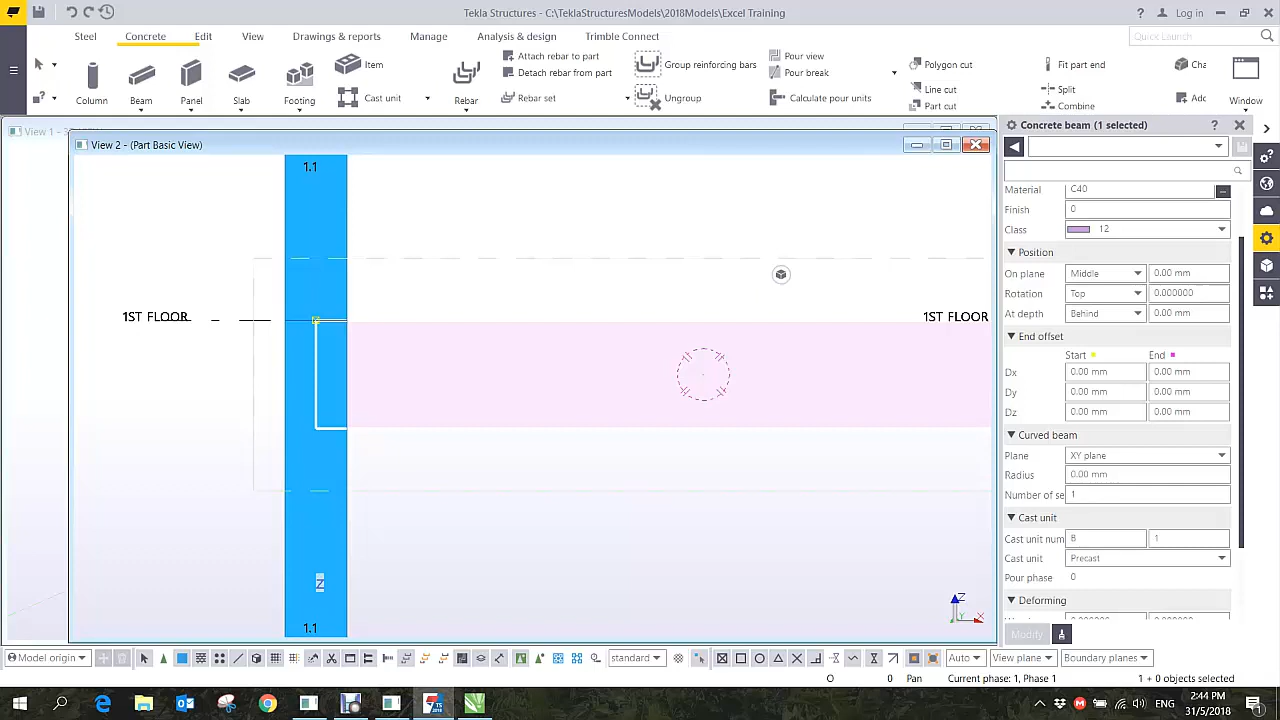 Tekla Structures - C:\TeklaStructuresModels\2018Models\Excel Training
Log in
Steel Concrete Edit View Drawings & reports Manage Analysis & design Trimble Connect
Quick Launch
Column
Beam
Panel
Slab
Footing
Item
Cast unit
Rebar
Attach rebar to part
Detach rebar from part
Rebar set
Group reinforcing bars
Ungroup
Pour view
Pour break
Calculate pour units
Polygon cut
Line cut
Part cut
Fit part end
Split
Combine
Cha
Adc
Window
View 1 - 3D
View 2 - (Part Basic View)
1.1
1ST FLOOR
1ST FLOOR
Z
1.1
Z
Y
X
Concrete beam (1 selected)
Material C40
Finish 0
Class 12
Position
On plane Middle 0.00 mm
Rotation Top 0.000000
At depth Behind 0.00 mm
End offset
Start End
Dx 0.00 mm 0.00 mm
Dy 0.00 mm 0.00 mm
Dz 0.00 mm 0.00 mm
Curved beam
Plane XY plane
Radius 0.00 mm
Number of se 1
Cast unit
Cast unit num B 1
Cast unit Precast
Pour phase 0
Deforming
Modify
Model origin
standard
Auto
View plane
Boundary planes
O 0 Pan Current phase: 1, Phase 1 1 + 0 objects selected
ENG
2:44 PM
31/5/2018